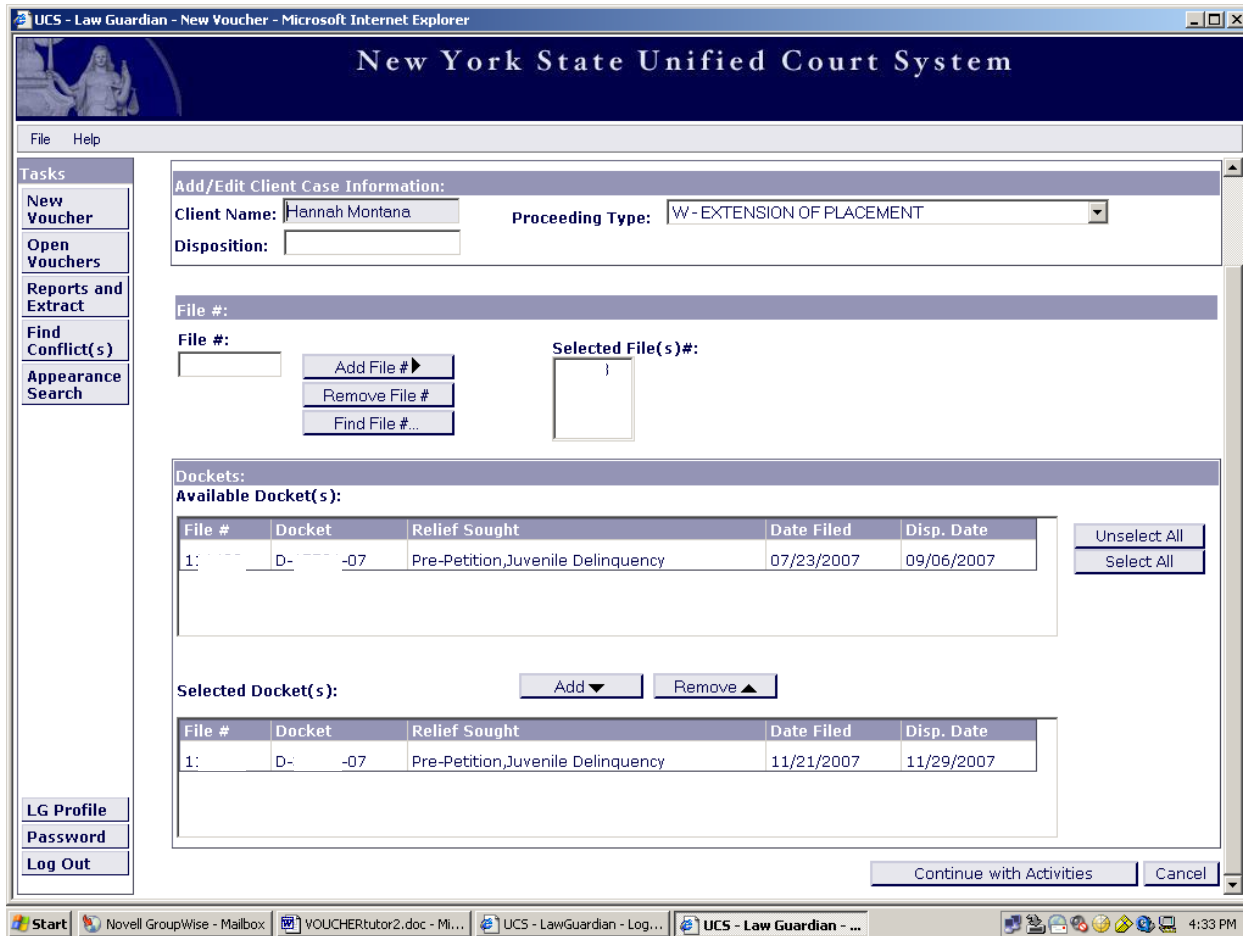 UCS - Law Guardian - New Voucher - Microsoft Internet Explorer
New York State Unified Court System
File Help
Tasks
New Voucher
Open Vouchers
Reports and Extract
Find Conflict(s)
Appearance Search
LG Profile
Password
Log Out
Add/Edit Client Case Information:
Client Name: Hannah Montana Proceeding Type: W - EXTENSION OF PLACEMENT
Disposition:
File #:
File #:
Add File #
Remove File #
Find File #...
Selected File(s)#:
Dockets:
Available Docket(s):
File # Docket Relief Sought Date Filed Disp. Date
D- -07 Pre-Petition,Juvenile Delinquency 07/23/2007 09/06/2007
Unselect All
Select All
Selected Docket(s): Add Remove
File # Docket Relief Sought Date Filed Disp. Date
D- -07 Pre-Petition,Juvenile Delinquency 11/21/2007 11/29/2007
Continue with Activities Cancel
Start Novell GroupWise - Mailbox VOUCHERtutor2.doc - Mi... UCS - LawGuardian - Log... UCS - Law Guardian - ... 4:33 PM